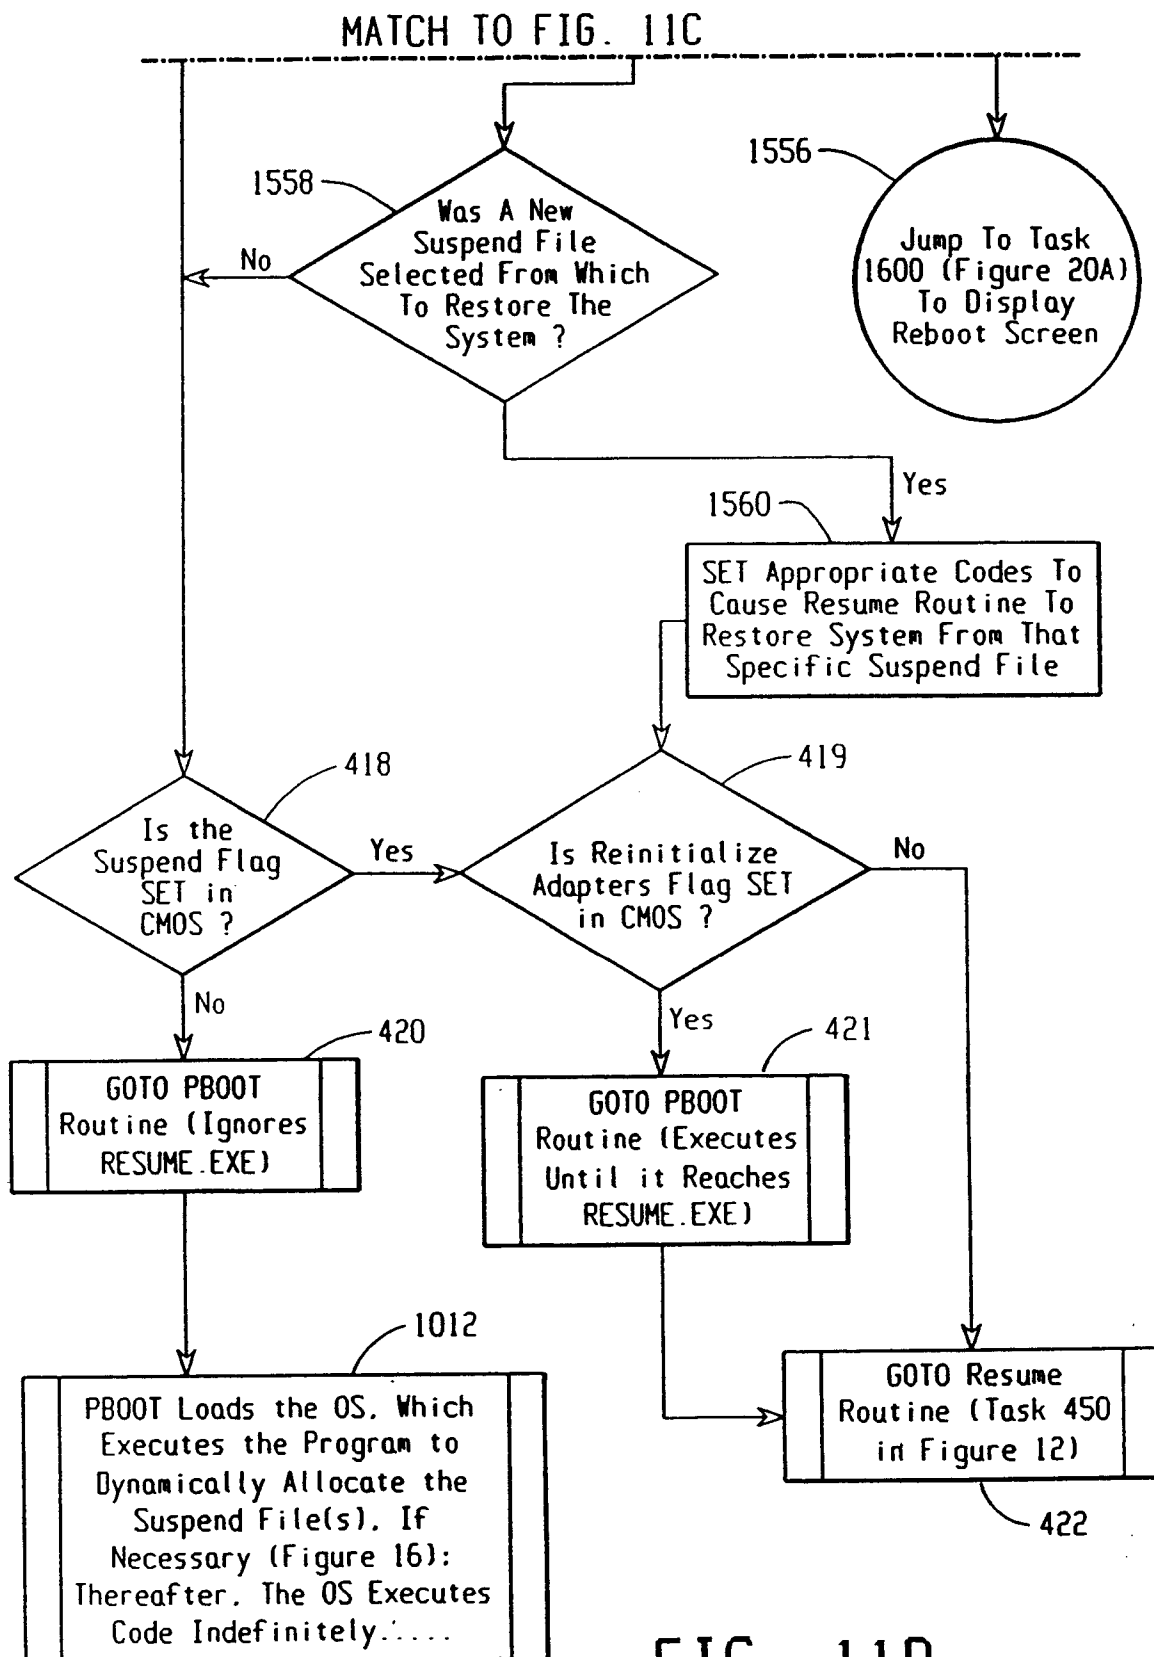 MATCH TO FIG. 11C
1558
Was A New
Suspend File
Selected From Which
To Restore The
System ?
No
1556
Jump To Task
1600 (Figure 20A)
To Display
Reboot Screen
Yes
1560
SET Appropriate Codes To
Cause Resume Routine To
Restore System From That
Specific Suspend File
418
Is the
Suspend Flag
SET in
CMOS ?
Yes
419
Is Reinitialize
Adapters Flag SET
in CMOS ?
No
No
420
GOTO PBOOT
Routine (Ignores
RESUME.EXE)
Yes
421
GOTO PBOOT
Routine (Executes
Until it Reaches
RESUME.EXE)
1012
PBOOT Loads the OS, Which
Executes the Program to
Dynamically Allocate the
Suspend File(s), If
Necessary (Figure 16);
Thereafter, The OS Executes
Code Indefinitely.....
GOTO Resume
Routine (Task 450
in Figure 12)
422
FIG.